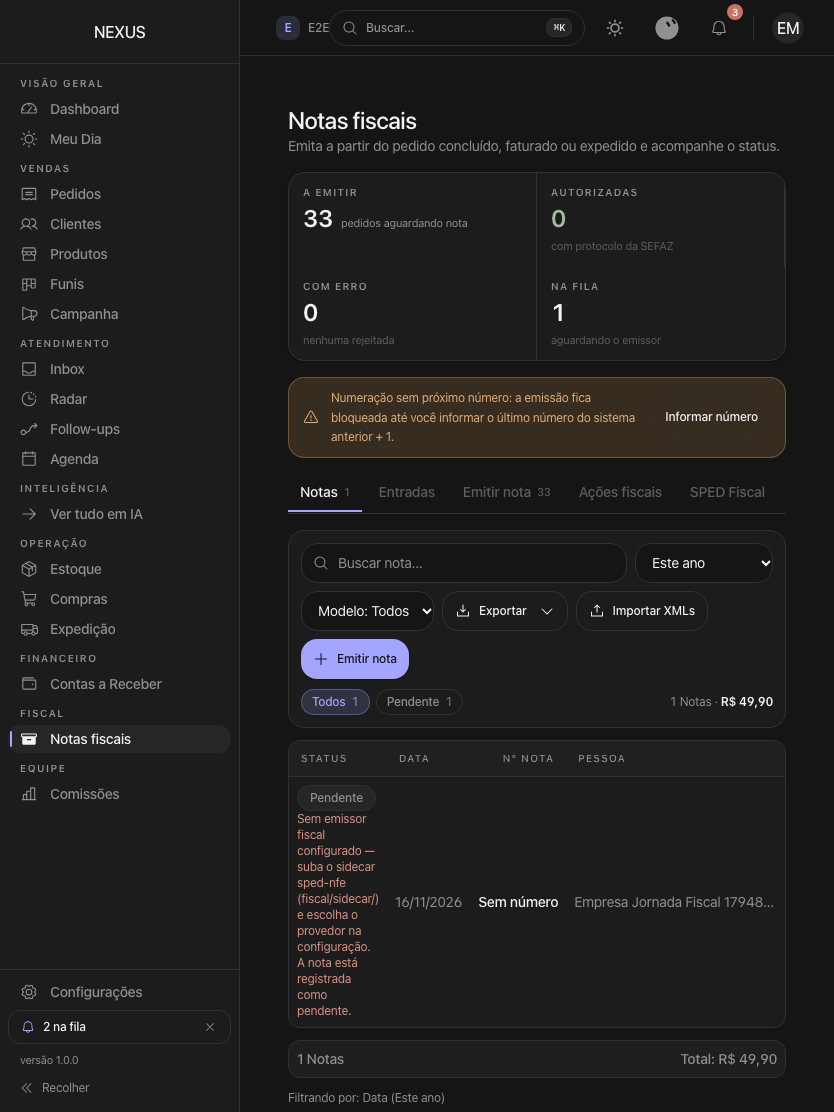 NEXUS
VISÃO GERAL
Dashboard
Meu Dia
VENDAS
Pedidos
Clientes
Produtos
Funis
Campanha
ATENDIMENTO
Inbox
Radar
Follow-ups
Agenda
INTELIGÊNCIA
Ver tudo em IA
OPERAÇÃO
Estoque
Compras
Expedição
FINANCEIRO
Contas a Receber
FISCAL
Notas fiscais
EQUIPE
Comissões
Configurações
2 na fila
versão 1.0.0
Recolher
E E2E
Buscar... ⌘K
3
EM
Notas fiscais
Emita a partir do pedido concluído, faturado ou expedido e acompanhe o status.
A EMITIR
33 pedidos aguardando nota
AUTORIZADAS
0
com protocolo da SEFAZ
COM ERRO
0
nenhuma rejeitada
NA FILA
1
aguardando o emissor
Numeração sem próximo número: a emissão fica
bloqueada até você informar o último número do sistema
anterior + 1.
Informar número
Notas 1 Entradas Emitir nota 33 Ações fiscais SPED Fiscal
Buscar nota... Este ano
Modelo: Todos Exportar Importar XMLs
Emitir nota
Todos 1 Pendente 1 1 Notas · R$ 49,90
STATUS DATA Nº NOTA PESSOA
Pendente
Sem emissor
fiscal
configurado —
suba o sidecar
sped-nfe
(fiscal/sidecar/)
e escolha o
provedor na
configuração.
A nota está
registrada
como
pendente.
16/11/2026 Sem número Empresa Jornada Fiscal 17948...
1 Notas Total: R$ 49,90
Filtrando por: Data (Este ano)